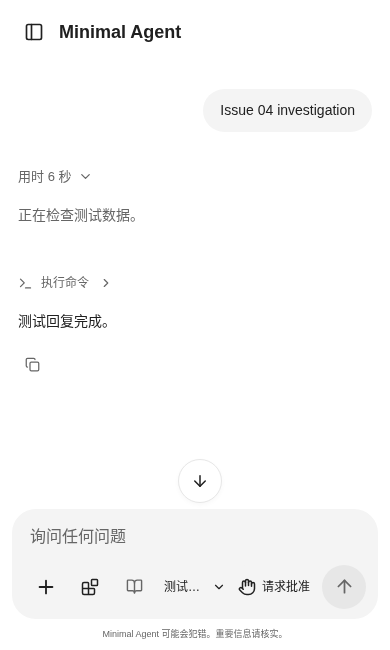 Minimal Agent
Issue 04 investigation
用时 6 秒
正在检查测试数据。
执行命令
测试回复完成。
询问任何问题
测试… 请求批准
Minimal Agent 可能会犯错。重要信息请核实。